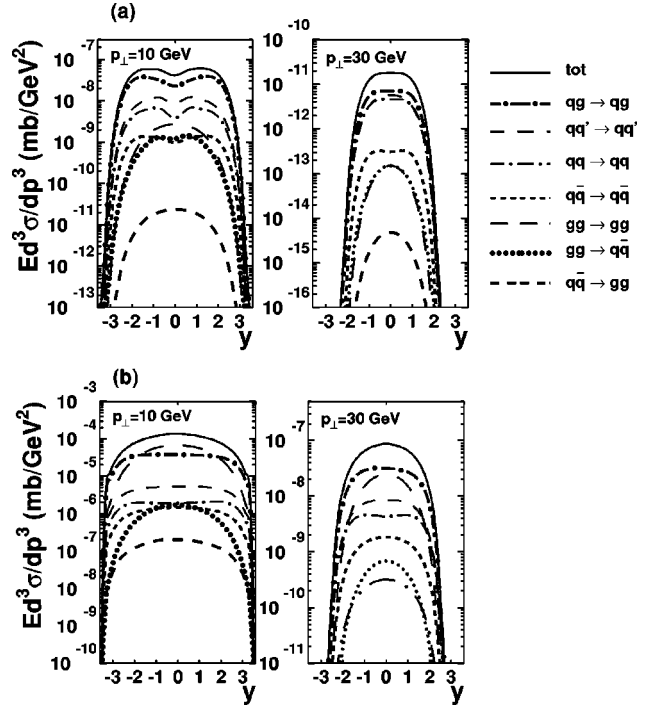 (a)
p⊥=10 GeV
p⊥=30 GeV
Ed³σ/dp³ (mb/GeV²)
10⁻⁷
10⁻⁸
10⁻⁹
10⁻¹⁰
10⁻¹¹
10⁻¹²
10⁻¹³
10⁻¹⁰
10⁻¹¹
10⁻¹²
10⁻¹³
10⁻¹⁴
10⁻¹⁵
10⁻¹⁶
-3 -2 -1 0 1 2 3
y
-3 -2 -1 0 1 2 3
y
tot
qg → qg
qq' → qq'
qq → qq
qq̄ → qq̄
gg → gg
gg → qq̄
qq̄ → gg
(b)
p⊥=10 GeV
p⊥=30 GeV
Ed³σ/dp³ (mb/GeV²)
10⁻³
10⁻⁴
10⁻⁵
10⁻⁶
10⁻⁷
10⁻⁸
10⁻⁹
10⁻¹⁰
10⁻⁷
10⁻⁸
10⁻⁹
10⁻¹⁰
10⁻¹¹
-3 -2 -1 0 1 2 3
y
-3 -2 -1 0 1 2 3
y